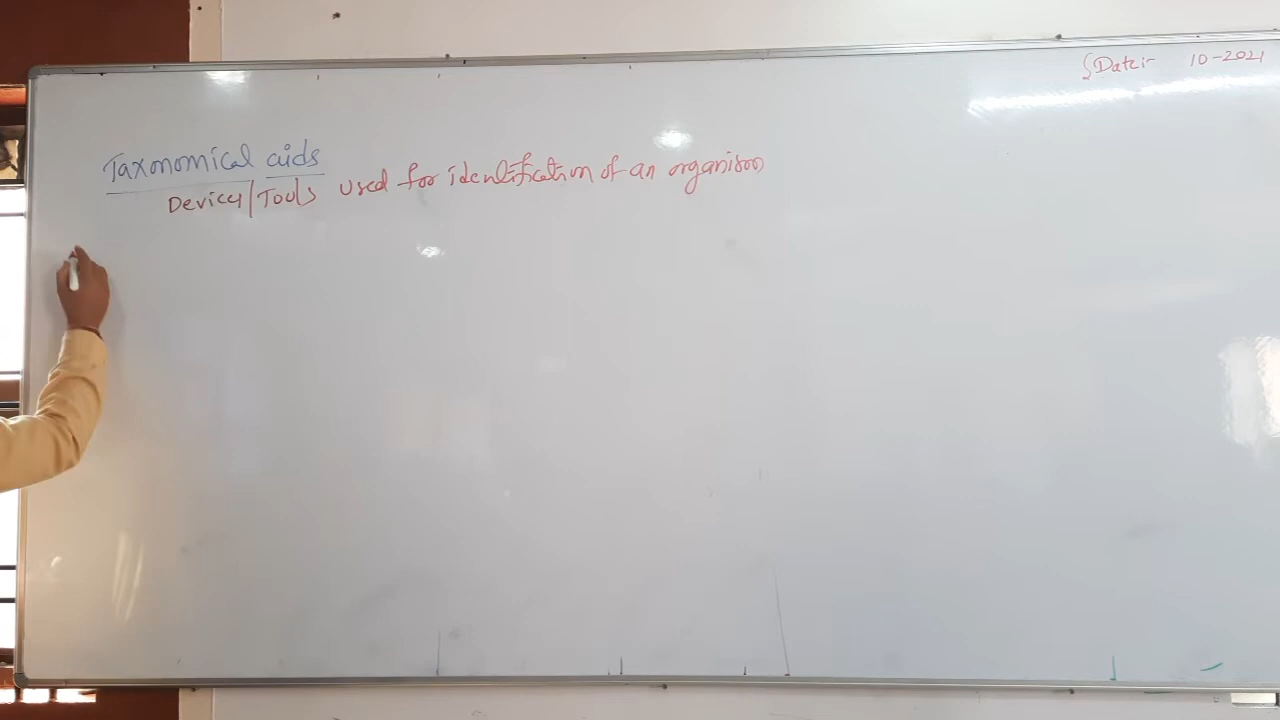 Date:- 10-2021
Taxonomical aids
Devices/Tools used for identification of an organism